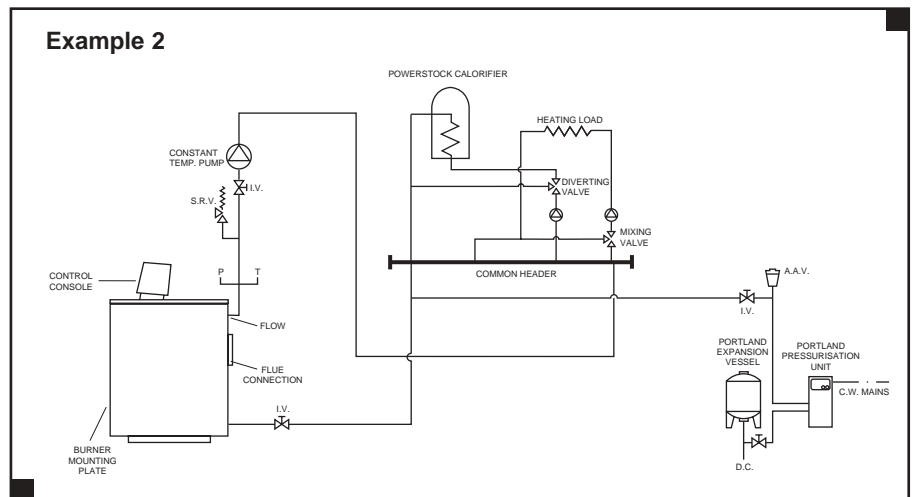 Example 2
POWERSTOCK CALORIFIER
HEATING LOAD
CONSTANT
TEMP. PUMP
I.V.
S.R.V.
DIVERTING
VALVE
MIXING
VALVE
P T
CONTROL
CONSOLE
COMMON HEADER
A.A.V.
I.V.
FLOW
FLUE
CONNECTION
PORTLAND
EXPANSION
VESSEL
PORTLAND
PRESSURISATION
UNIT
C.W. MAINS
I.V.
BURNER
MOUNTING
PLATE
D.C.